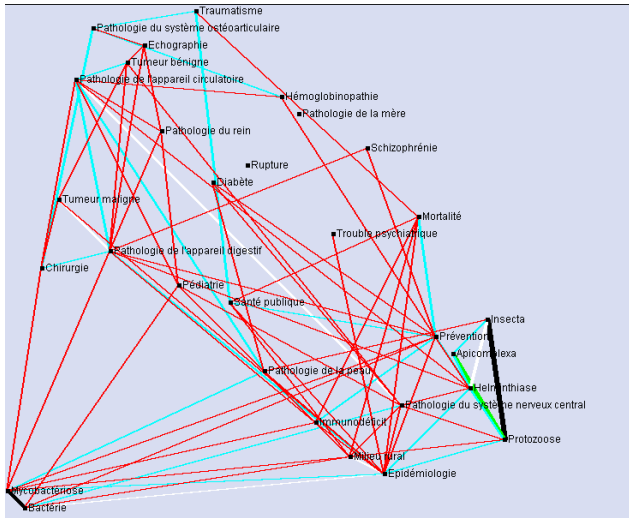 Traumatisme
Pathologie du système ostéoarticulaire
Echographie
Tumeur bénigne
Pathologie de l'appareil circulatoire
Hémoglobinopathie
Pathologie de la mère
Pathologie du rein
Schizophrénie
Rupture
Diabète
Tumeur maligne
Mortalité
Trouble psychiatrique
Pathologie de l'appareil digestif
Chirurgie
Pédiatrie
Santé publique
Insecta
Prévention
Apicomplexa
Pathologie de la peau
Helminthiase
Pathologie du système nerveux central
Immunodéficit
Protozoose
Milieu rural
Epidémiologie
Mycobactériose
Bactérie